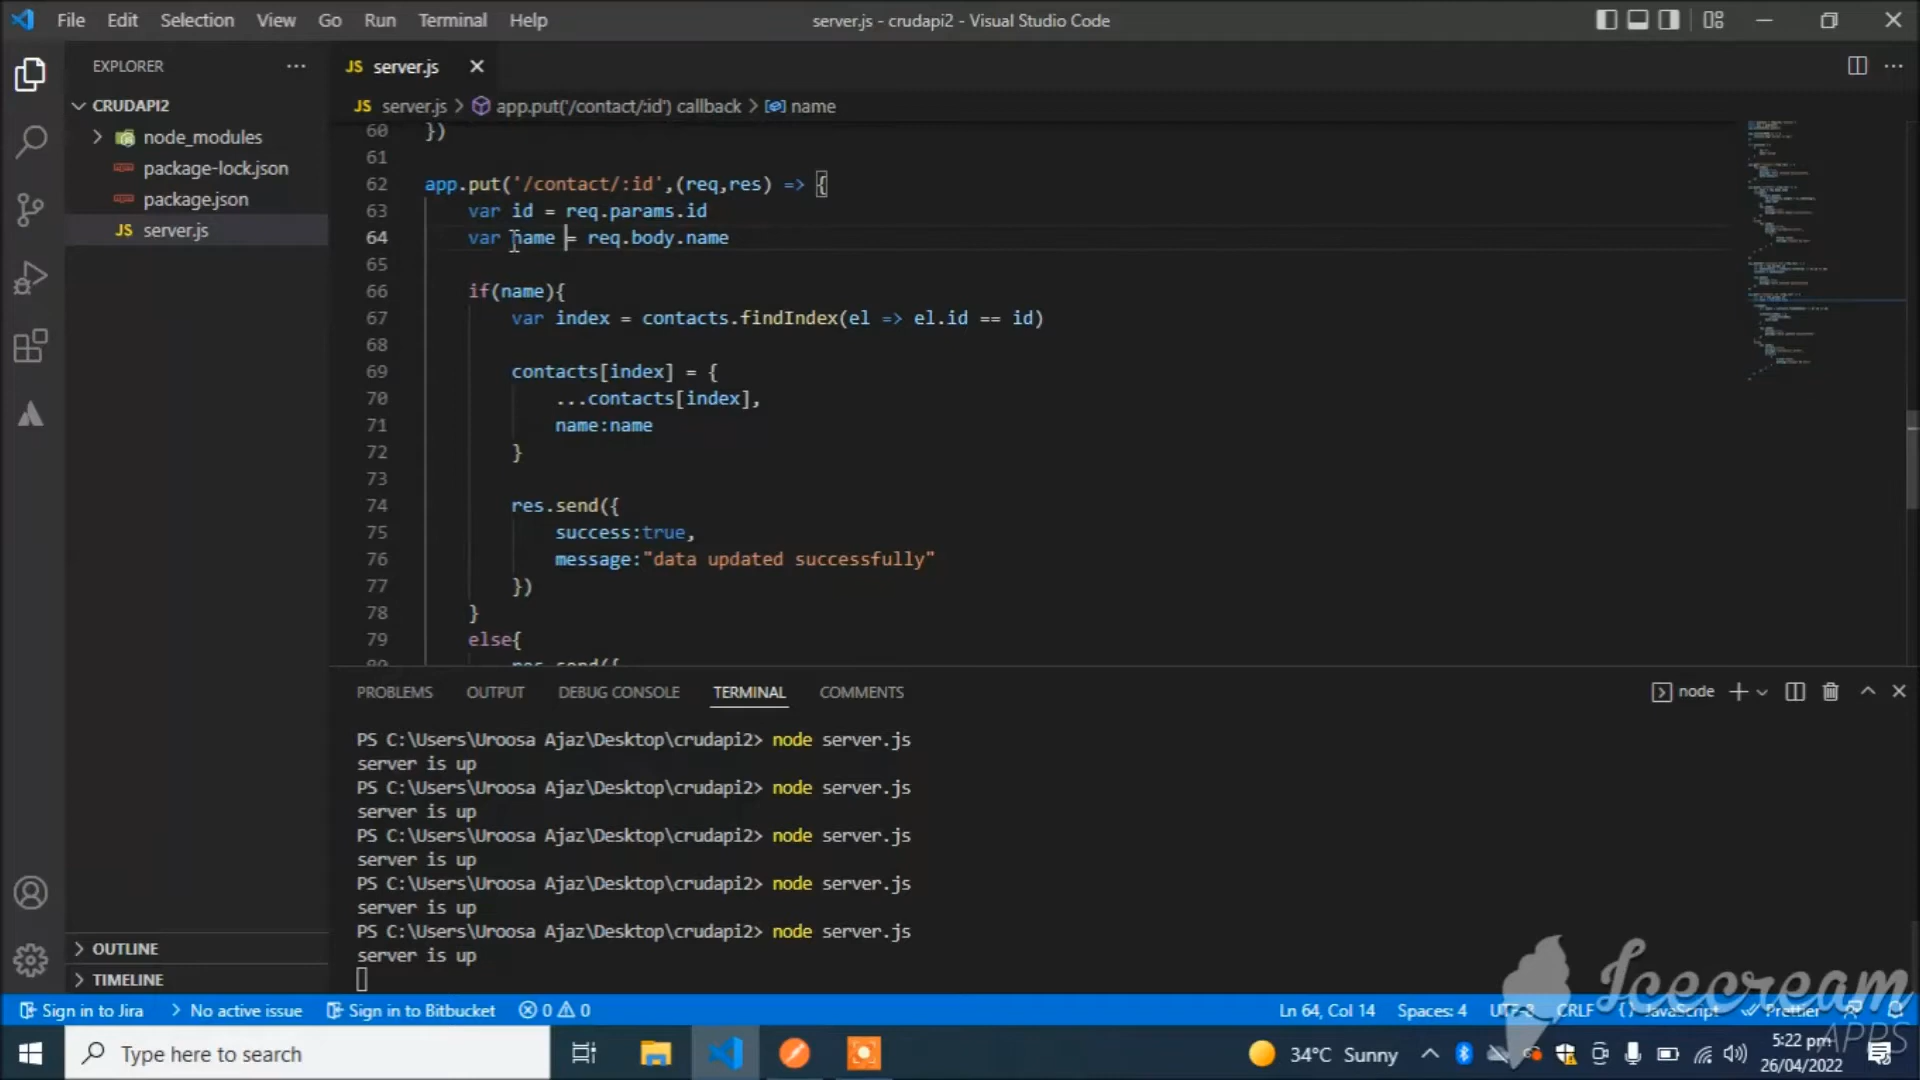 File Edit Selection View Go Run Terminal Help
server.js - crudapi2 - Visual Studio Code
EXPLORER
CRUDAPI2
node_modules
package-lock.json
package.json
JS server.js
JS server.js
JS server.js > app.put('/contact/:id') callback > name
60 })
61
62 app.put('/contact/:id',(req,res) => {
63 var id = req.params.id
64 var name = req.body.name
65
66 if(name){
67 var index = contacts.findIndex(el => el.id == id)
68
69 contacts[index] = {
70 ...contacts[index],
71 name:name
72 }
73
74 res.send({
75 success:true,
76 message:"data updated successfully"
77 })
78 }
79 else{
80 res.send({
PROBLEMS OUTPUT DEBUG CONSOLE TERMINAL COMMENTS
node
PS C:\Users\Uroosa Ajaz\Desktop\crudapi2> node server.js
server is up
PS C:\Users\Uroosa Ajaz\Desktop\crudapi2> node server.js
server is up
PS C:\Users\Uroosa Ajaz\Desktop\crudapi2> node server.js
server is up
PS C:\Users\Uroosa Ajaz\Desktop\crudapi2> node server.js
server is up
PS C:\Users\Uroosa Ajaz\Desktop\crudapi2> node server.js
server is up
OUTLINE
TIMELINE
Icecream
APPS
Sign in to Jira > No active issue Sign in to Bitbucket 0 0 Ln 64, Col 14 Spaces: 4 UTF-8 CRLF {} JavaScript Prettier
Type here to search
34°C Sunny
5:22 pm
26/04/2022